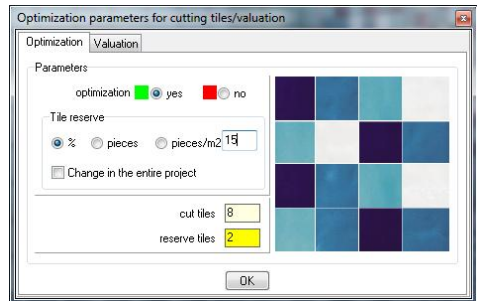 Optimization parameters for cutting tiles/valuation
Optimization Valuation
Parameters
optimization yes no
Tile reserve
% pieces pieces/m2 15
Change in the entire project
cut tiles 8
reserve tiles 2
OK